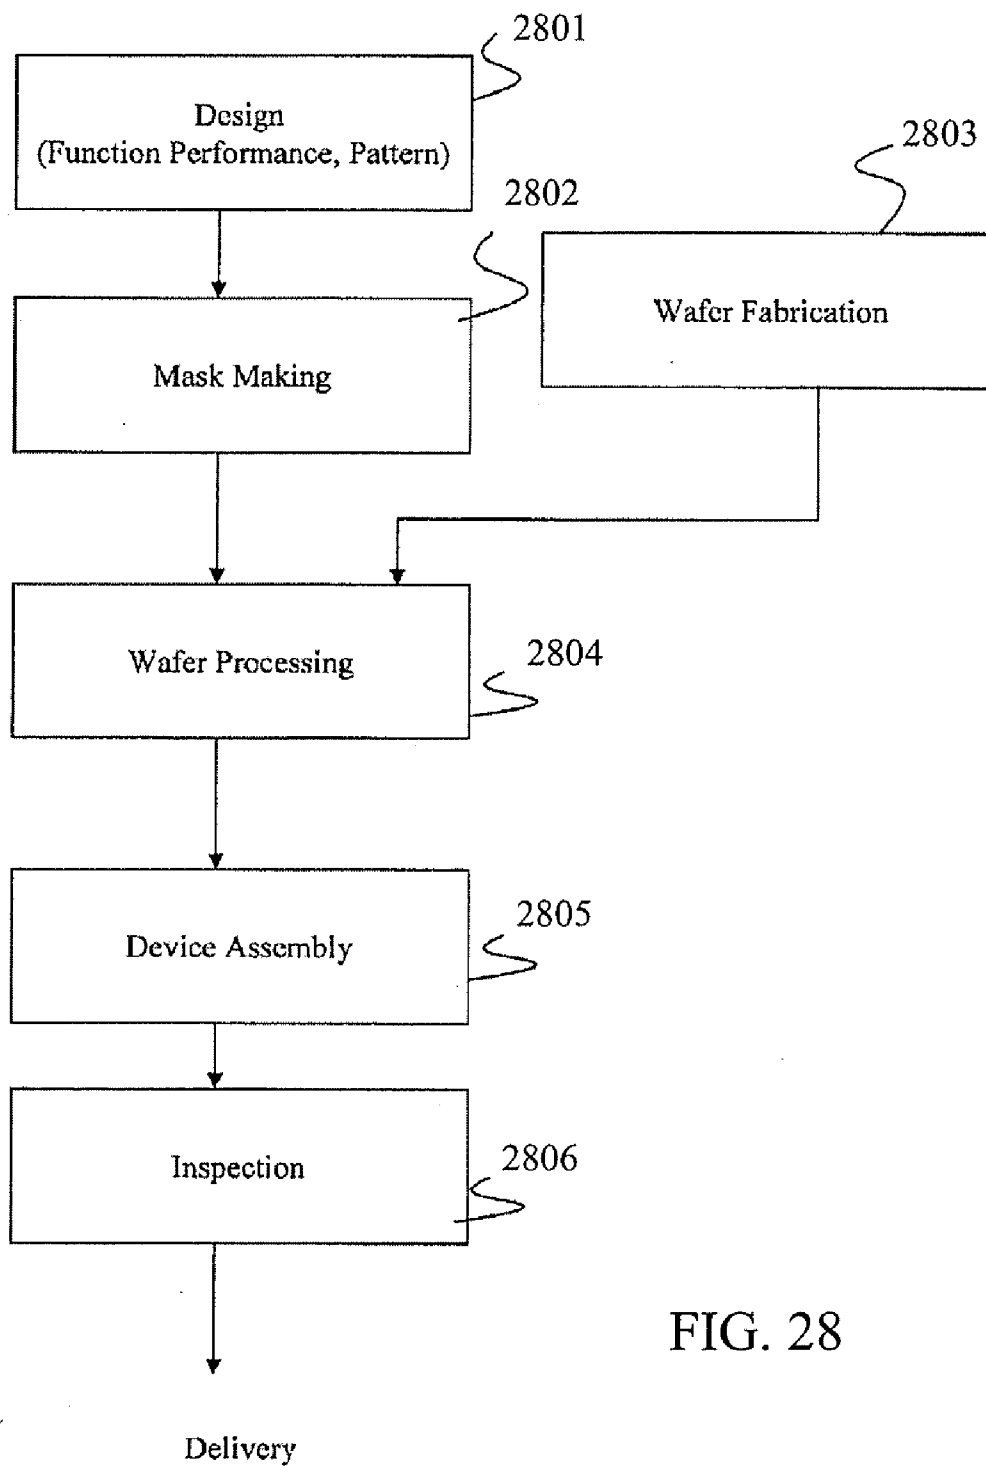 2801
Design
(Function Performance, Pattern)
2803
2802
Wafer Fabrication
Mask Making
2804
Wafer Processing
2805
Device Assembly
2806
Inspection
FIG. 28
Delivery